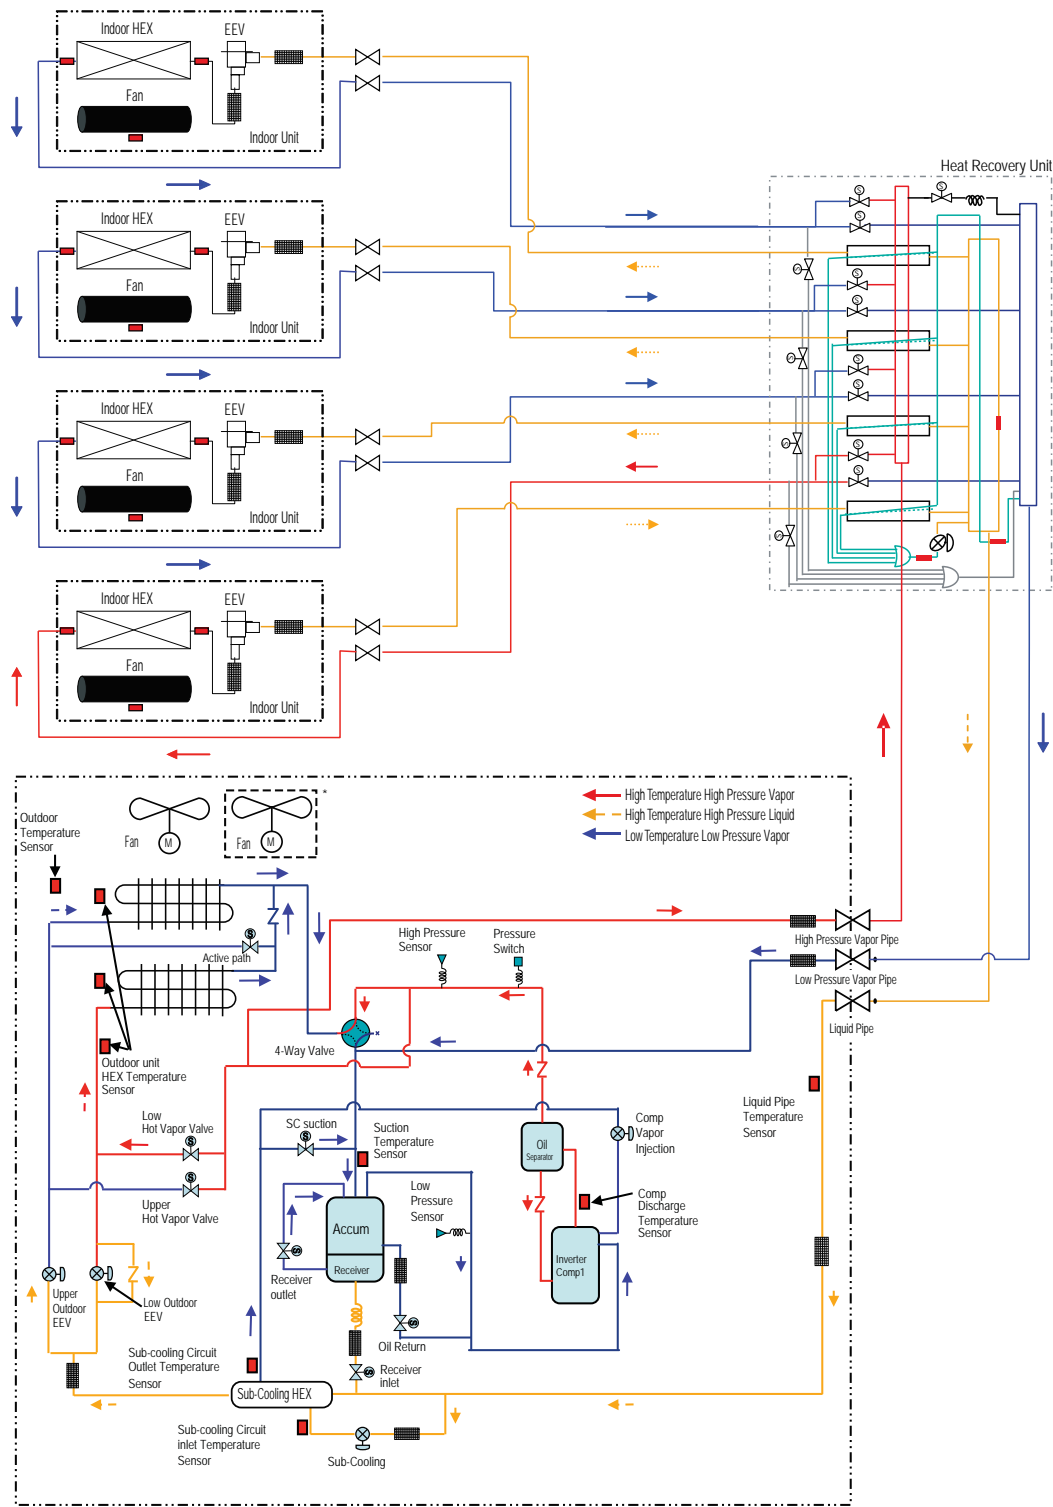 Indoor HEX
EEV
Fan
Indoor Unit
Heat Recovery Unit
S
S
S
Indoor HEX
EEV
Fan
Indoor Unit
S
S
S
Indoor HEX
EEV
Fan
Indoor Unit
S
S
S
S
S
S
S
Indoor HEX
EEV
Fan
Indoor Unit
*
High Temperature High Pressure Vapor
High Temperature High Pressure Liquid
Low Temperature Low Pressure Vapor
Outdoor
Temperature
Sensor
Fan
M
Fan
M
S
Active path
High Pressure
Sensor
Pressure
Switch
High Pressure Vapor Pipe
Low Pressure Vapor Pipe
Liquid Pipe
4-Way Valve
Outdoor unit
HEX Temperature
Sensor
Low
Hot Vapor Valve
S
SC suction
S
Suction
Temperature
Sensor
Oil
Separator
Comp
Vapor
Injection
Liquid Pipe
Temperature
Sensor
S
Upper
Hot Vapor Valve
Low
Pressure
Sensor
Comp
Discharge
Temperature
Sensor
Accum
Receiver
S
Receiver
outlet
Inverter
Comp1
Upper
Outdoor
EEV
Low Outdoor
EEV
S
Oil Return
Sub-cooling Circuit
Outlet Temperature
Sensor
S
Receiver
inlet
Sub-Cooling HEX
Sub-cooling Circuit
inlet Temperature
Sensor
Sub-Cooling